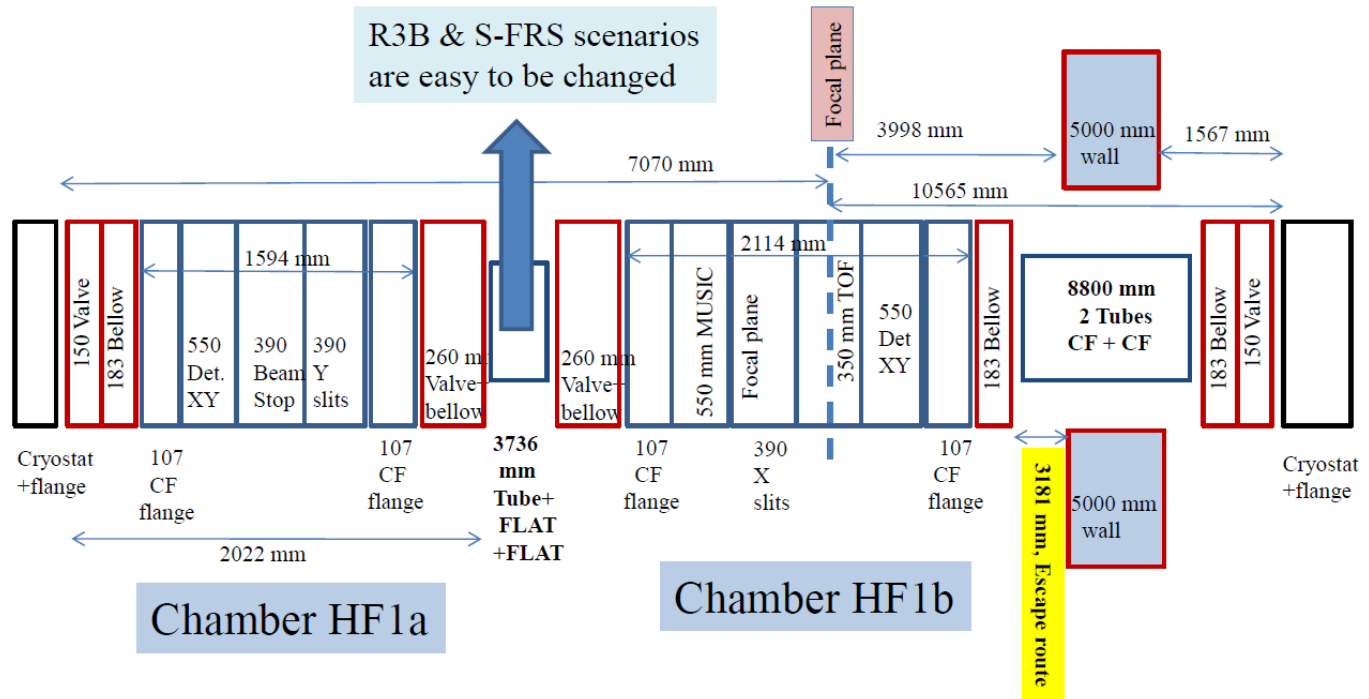 R3B & S-FRS scenarios
are easy to be changed
Focal plane
3998 mm
5000 mm
wall
1567 mm
7070 mm
10565 mm
150 Valve
183 Bellow
1594 mm
550
Det.
XY
390
Beam
Stop
390
Y
slits
260 mm
Valve+
bellow
260 mm
Valve+
bellow
2114 mm
550 mm MUSIC
Focal plane
350 mm TOF
550
Det
XY
183 Bellow
8800 mm
2 Tubes
CF + CF
183 Bellow
150 Valve
Cryostat
+flange
107
CF
flange
107
CF
flange
3736
mm
Tube+
FLAT
+FLAT
107
CF
flange
390
X
slits
107
CF
flange
3181 mm, Escape route
5000 mm
wall
Cryostat
+flange
2022 mm
Chamber HF1a
Chamber HF1b